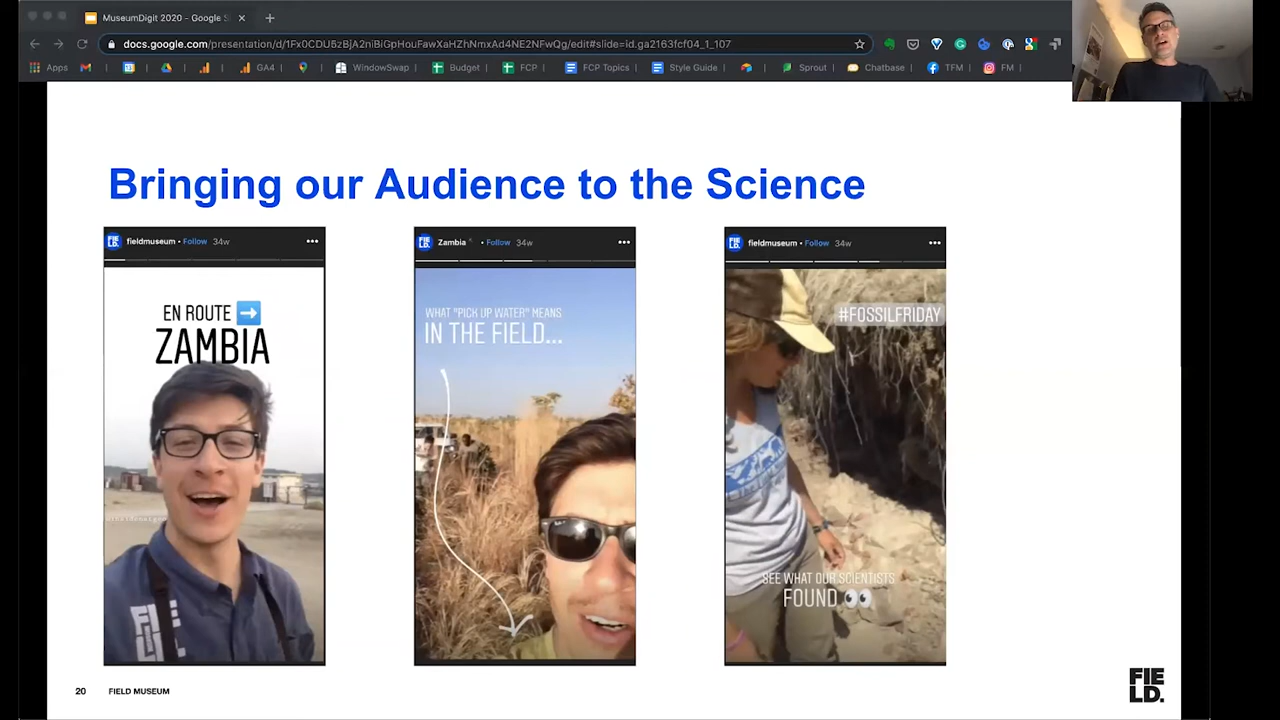 MuseumDigit 2020 - Google S
docs.google.com/presentation/d/1Fx0CDU5zBjA2niBiGpHouFawXaHZhNmxAd4NE2NFwQg/edit#slide=id.ga2163fcf04_1_107
Apps
GA4
WindowSwap
Budget
FCP
FCP Topics
Style Guide
Sprout
Chatbase
TFM
FM
Bringing our Audience to the Science
fieldmuseum • Follow 34w
EN ROUTE ➡
ZAMBIA
Zambia • Follow 34w
WHAT "PICK UP WATER" MEANS
IN THE FIELD...
fieldmuseum • Follow 34w
#FOSSILFRIDAY
SEE WHAT OUR SCIENTISTS
FOUND 👀
20 FIELD MUSEUM
FIE
LD.